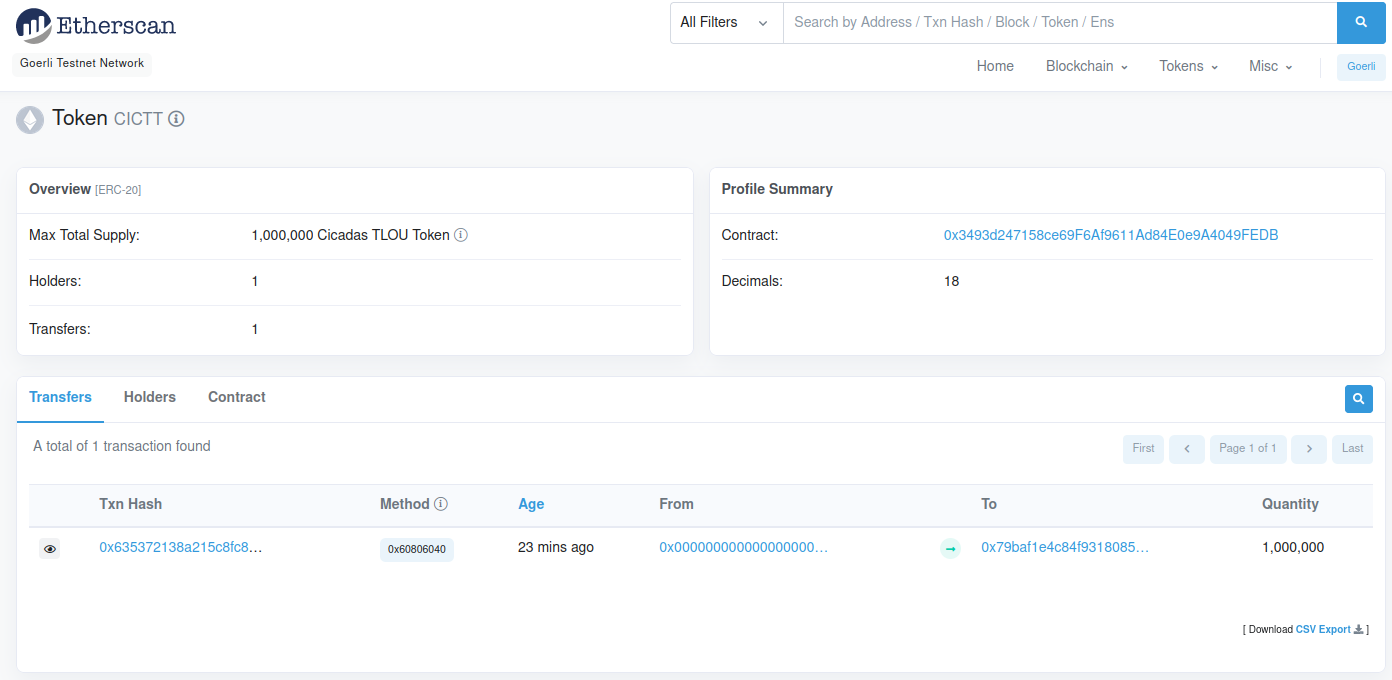 Etherscan
All Filters
Search by Address / Txn Hash / Block / Token / Ens
Goerli Testnet Network
Home Blockchain Tokens Misc Goerli
Token CICTT
Overview [ERC-20]
Max Total Supply: 1,000,000 Cicadas TLOU Token
Holders: 1
Transfers: 1
Profile Summary
Contract: 0x3493d247158ce69F6Af9611Ad84E0e9A4049FEDB
Decimals: 18
Transfers Holders Contract
A total of 1 transaction found
First Page 1 of 1 Last
Txn Hash Method Age From To Quantity
0x635372138a215c8fc8... 0x60806040 23 mins ago 0x000000000000000000... 0x79baf1e4c84f9318085... 1,000,000
[ Download CSV Export ]